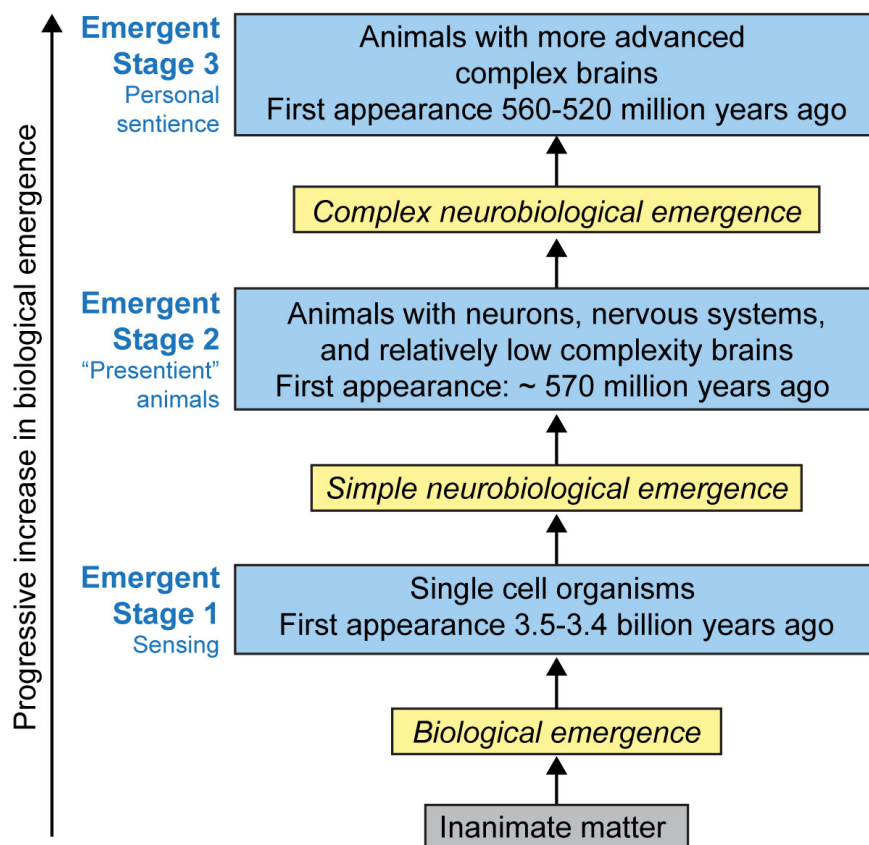 Progressive increase in biological emergence
Emergent
Stage 3
Personal
sentience
Animals with more advanced
complex brains
First appearance 560-520 million years ago
Complex neurobiological emergence
Emergent
Stage 2
“Presentient”
animals
Animals with neurons, nervous systems,
and relatively low complexity brains
First appearance: ~ 570 million years ago
Simple neurobiological emergence
Emergent
Stage 1
Sensing
Single cell organisms
First appearance 3.5-3.4 billion years ago
Biological emergence
Inanimate matter